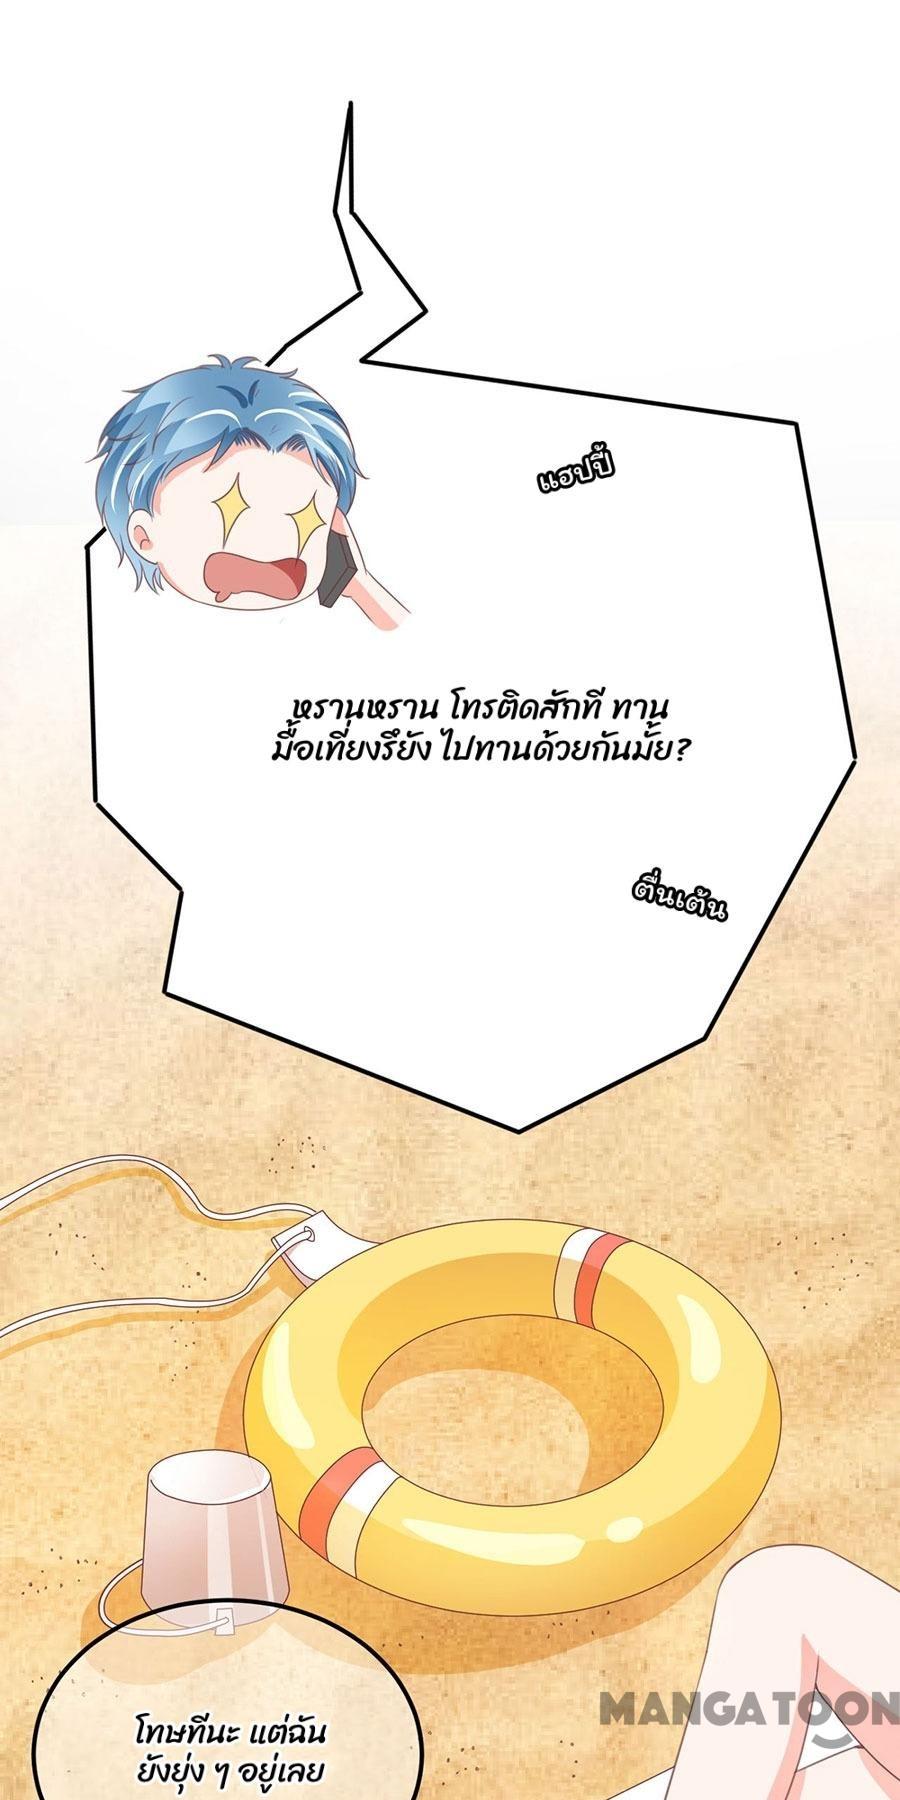 แฮปปี้
หรานหราน โทรติดสักที ทาน
มื้อเที่ยงรึยัง ไปทานด้วยกันมั้ย?
ตื่นเต้น
MANGATOON
โทษทีนะ แต่ฉัน
ยังยุ่ง ๆ อยู่เลย